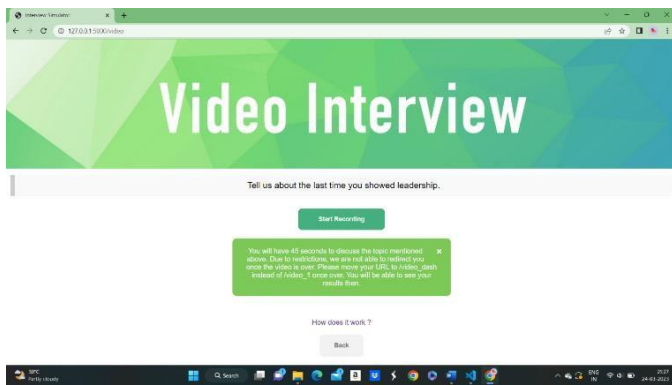 Interview Simulator
127.0.0.1:5000/video
Video Interview
Tell us about the last time you showed leadership.
Start Recording
You will have 45 seconds to discuss the topic mentioned
above. Due to restrictions, we are not able to redirect you
once the video is over. Please move your URL to /video_dash
instead of /video_1 once over. You will be able to see your
results then.
How does it work ?
Back
Partly cloudy
Search
ENG
IN